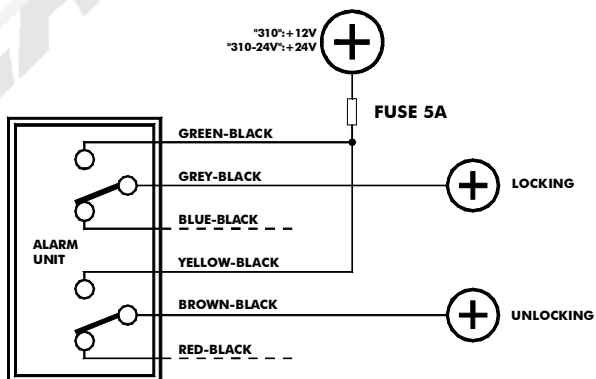 "310":+12V
"310-24V":+24V
FUSE 5A
GREEN-BLACK
GREY-BLACK
LOCKING
BLUE-BLACK
ALARM
UNIT
YELLOW-BLACK
BROWN-BLACK
UNLOCKING
RED-BLACK